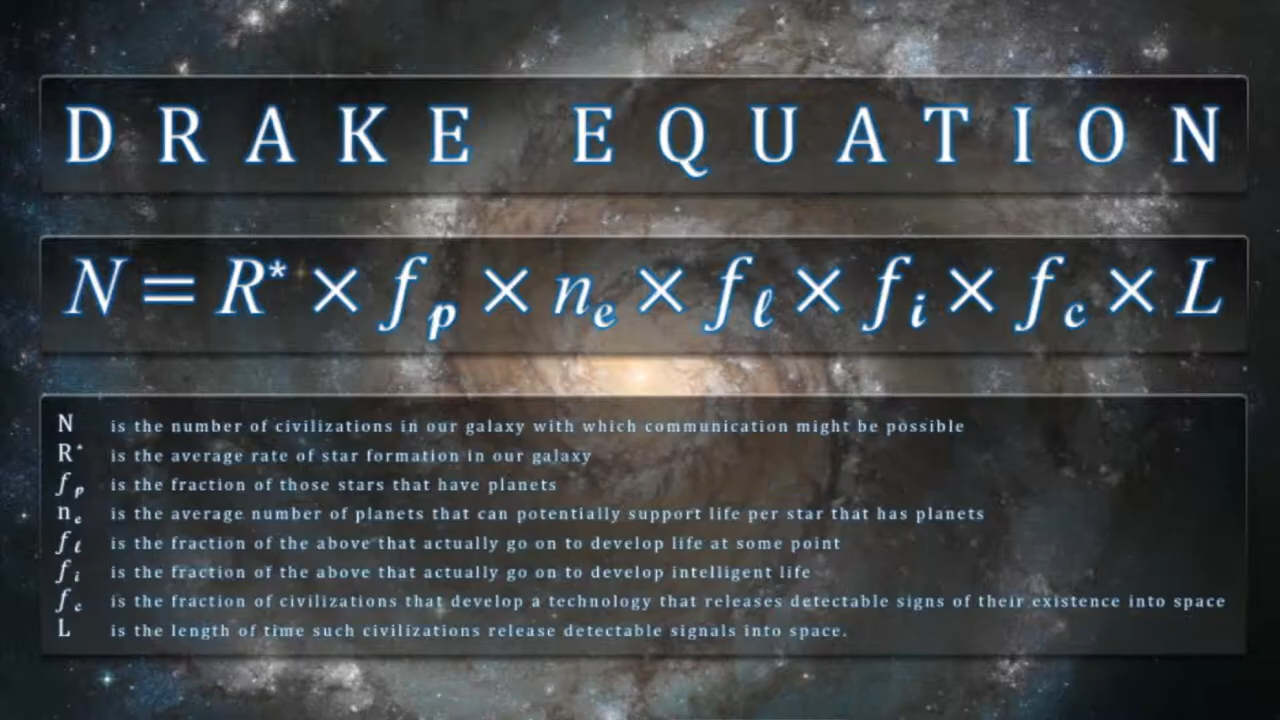 DRAKE EQUATION
N = R* × fp × ne × fℓ × fi × fc × L
N is the number of civilizations in our galaxy with which communication might be possible
R* is the average rate of star formation in our galaxy
fp is the fraction of those stars that have planets
ne is the average number of planets that can potentially support life per star that has planets
fℓ is the fraction of the above that actually go on to develop life at some point
fi is the fraction of the above that actually go on to develop intelligent life
fc is the fraction of civilizations that develop a technology that releases detectable signs of their existence into space
L is the length of time such civilizations release detectable signals into space.